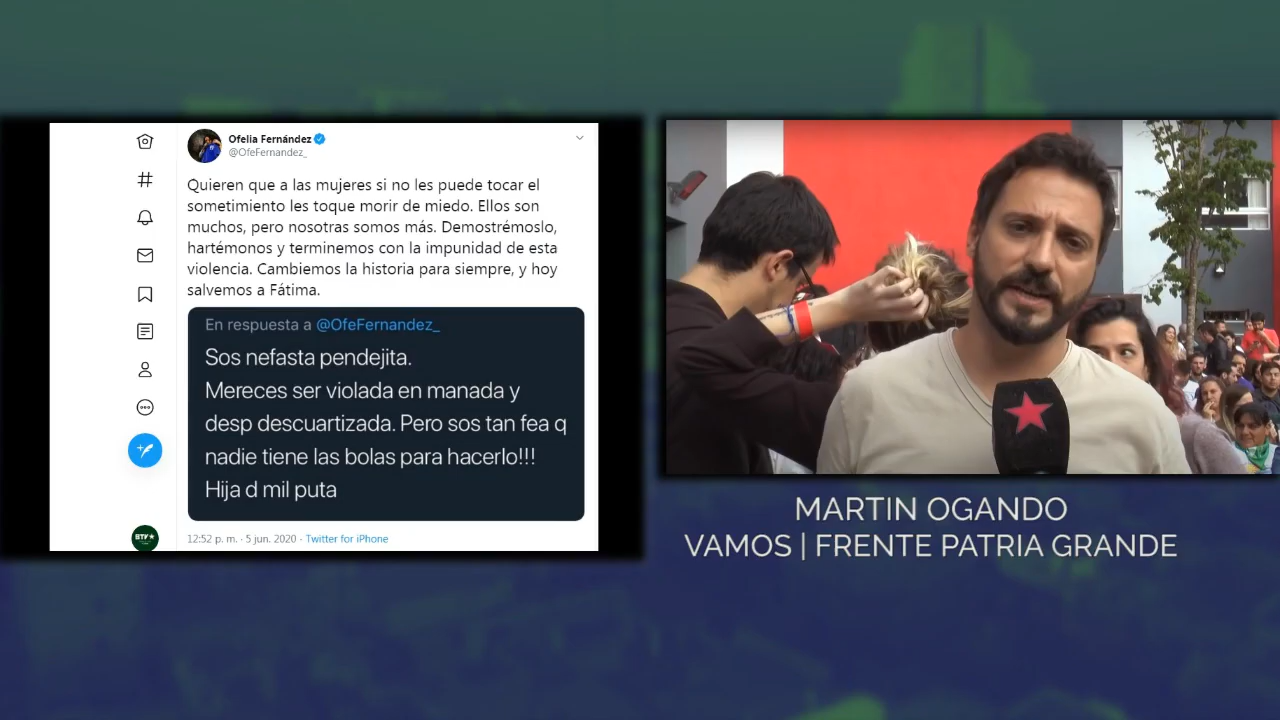 Ofelia Fernández
@OfeFernandez_
Quieren que a las mujeres si no les puede tocar el
sometimiento les toque morir de miedo. Ellos son
muchos, pero nosotras somos más. Demostrémoslo,
hartémonos y terminemos con la impunidad de esta
violencia. Cambiemos la historia para siempre, y hoy
salvemos a Fátima.
En respuesta a @OfeFernandez_
Sos nefasta pendejita.
Mereces ser violada en manada y
desp descuartizada. Pero sos tan fea q
nadie tiene las bolas para hacerlo!!!
Hija d mil puta
BTV
12:52 p. m. · 5 jun. 2020 · Twitter for iPhone
MARTIN OGANDO
VAMOS | FRENTE PATRIA GRANDE